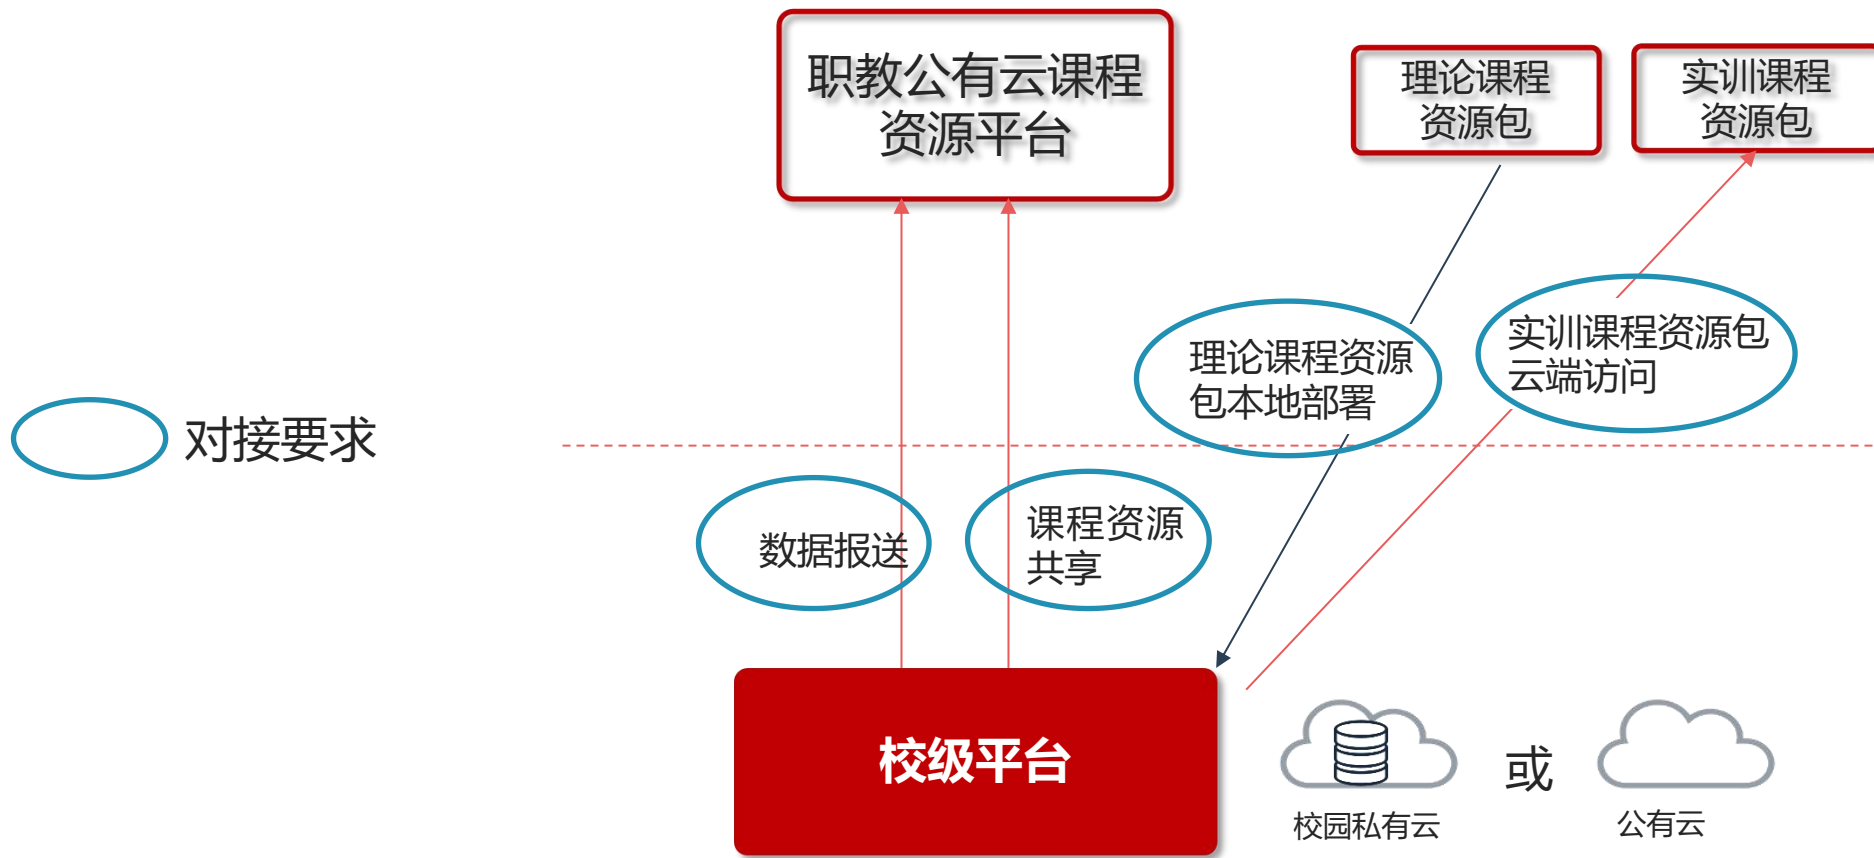 职教公有云课程
资源平台
理论课程
资源包
实训课程
资源包
理论课程资源
包本地部署
实训课程资源包
云端访问
对接要求
数据报送
课程资源
共享
校级平台
或
校园私有云
公有云